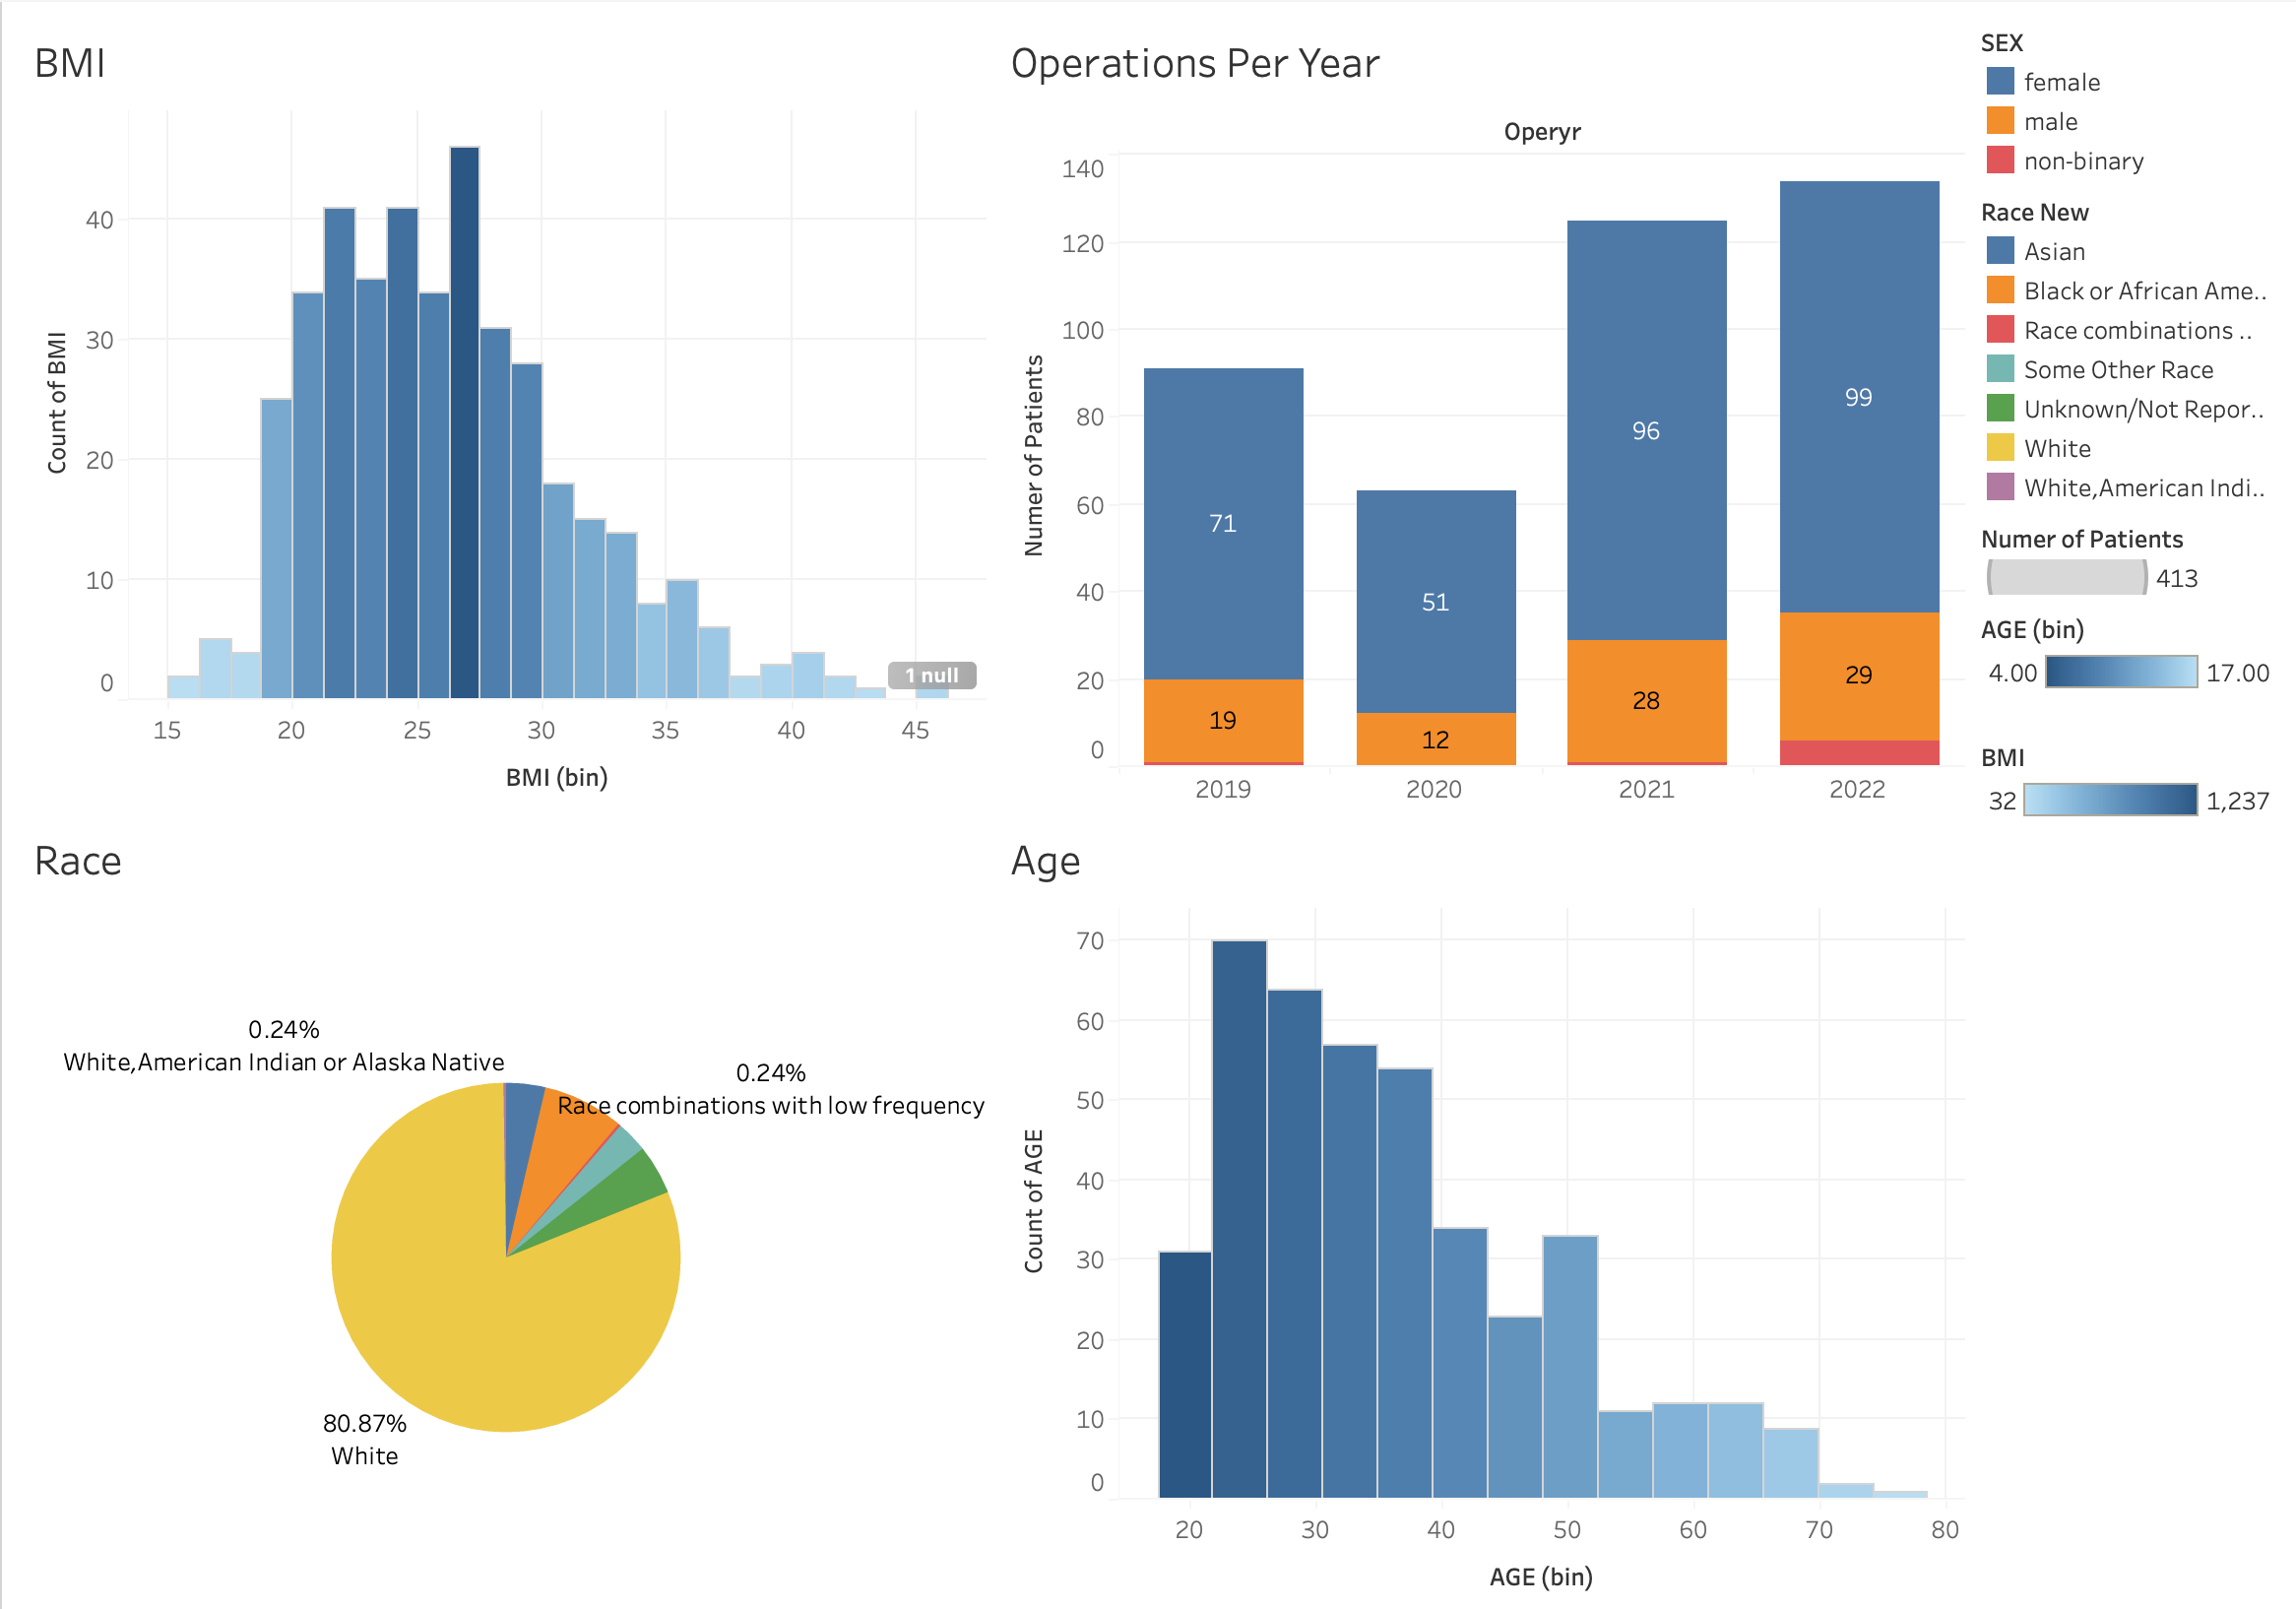 BMI
Count of BMI
40
30
20
10
0
1 null
15 20 25 30 35 40 45
BMI (bin)
Operations Per Year
Operyr
Numer of Patients
140
120
100
80
60
40
20
0
71
19
51
12
96
28
99
29
2019 2020 2021 2022
SEX
female
male
non-binary
Race New
Asian
Black or African Ame..
Race combinations ..
Some Other Race
Unknown/Not Repor..
White
White,American Indi..
Numer of Patients
413
AGE (bin)
4.00 17.00
BMI
32 1,237
Race
0.24%
White,American Indian or Alaska Native
0.24%
Race combinations with low frequency
80.87%
White
Age
Count of AGE
70
60
50
40
30
20
10
0
20 30 40 50 60 70 80
AGE (bin)